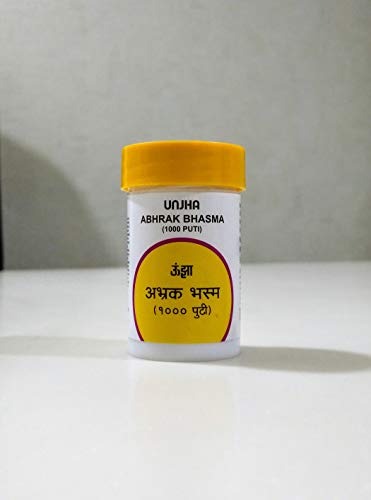 UNJHA
ABHRAK BHASMA
(1000 PUTI)
ऊंझा
अभ्रक भस्म
(१००० पुटी)